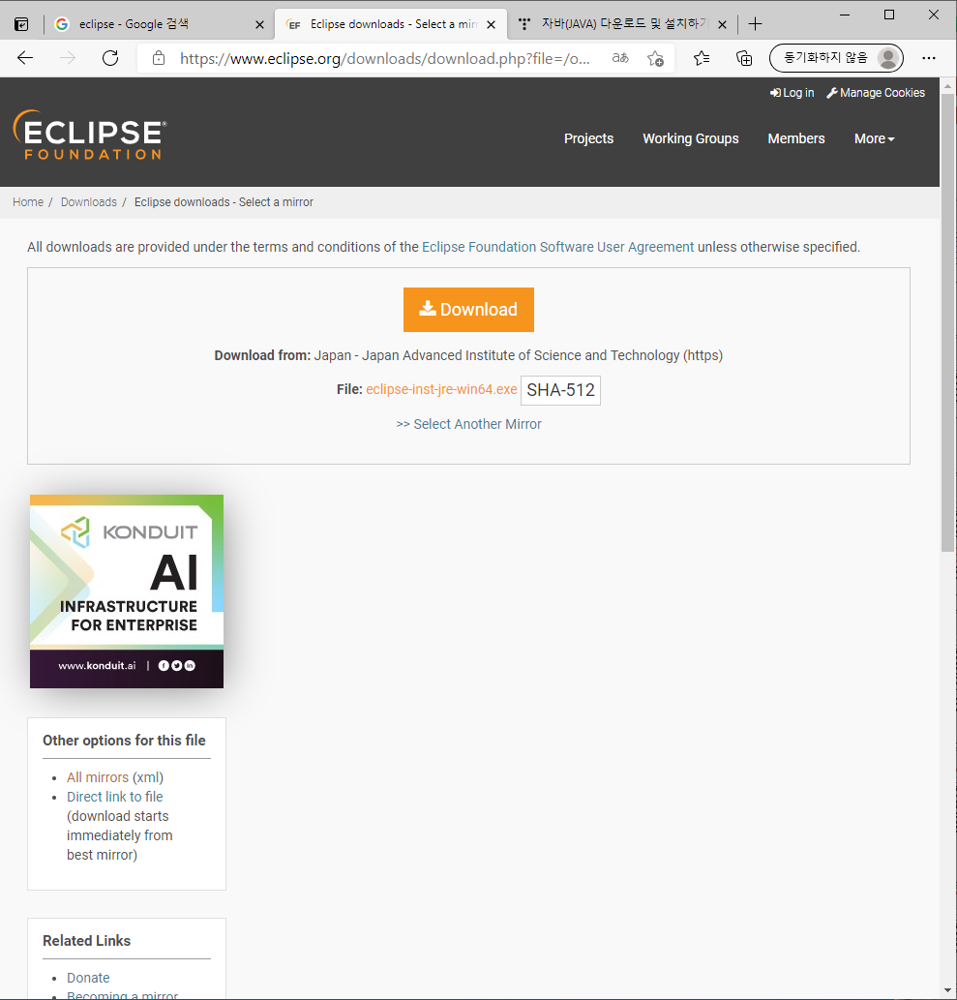 eclipse - Google 검색
EF Eclipse downloads - Select a mir
자바(JAVA) 다운로드 및 설치하기
https://www.eclipse.org/downloads/download.php?file=/o...
동기화하지 않음
Log in Manage Cookies
ECLIPSE®
FOUNDATION
Projects Working Groups Members More
Home / Downloads / Eclipse downloads - Select a mirror
All downloads are provided under the terms and conditions of the Eclipse Foundation Software User Agreement unless otherwise specified.
Download
Download from: Japan - Japan Advanced Institute of Science and Technology (https)
File: eclipse-inst-jre-win64.exe SHA-512
>> Select Another Mirror
KONDUIT
AI
INFRASTRUCTURE
FOR ENTERPRISE
www.konduit.ai |
Other options for this file
All mirrors (xml)
Direct link to file
(download starts
immediately from
best mirror)
Related Links
Donate
Becoming a mirror